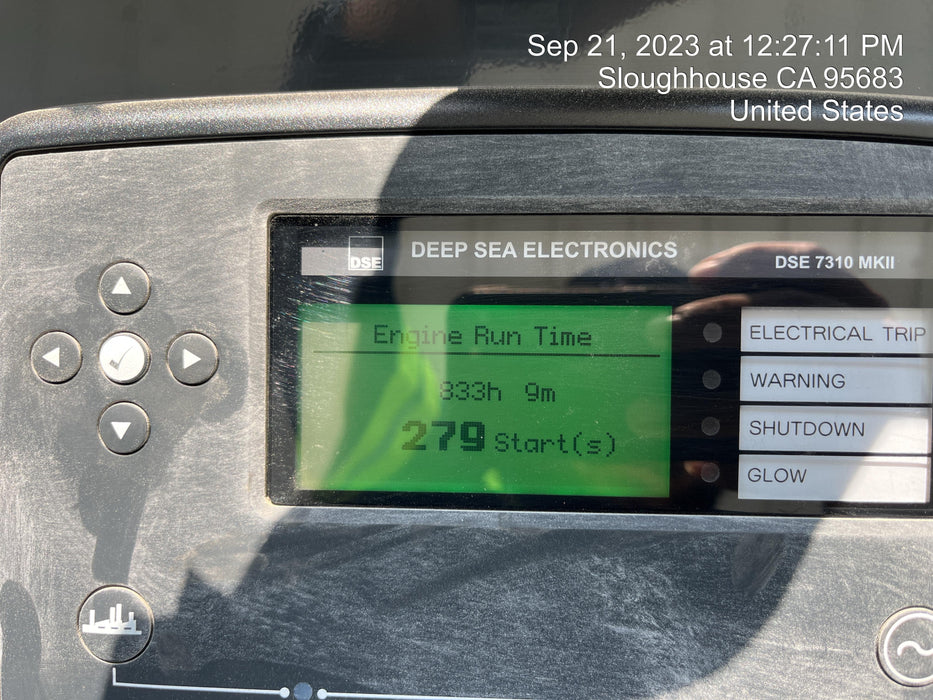 Sep 21, 2023 at 12:27:11 PM
Sloughhouse CA 95683
United States
DSE
DEEP SEA ELECTRONICS
DSE 7310 MKII
Engine Run Time
833h 9m
279 Start(s)
ELECTRICAL TRIP
WARNING
SHUTDOWN
GLOW